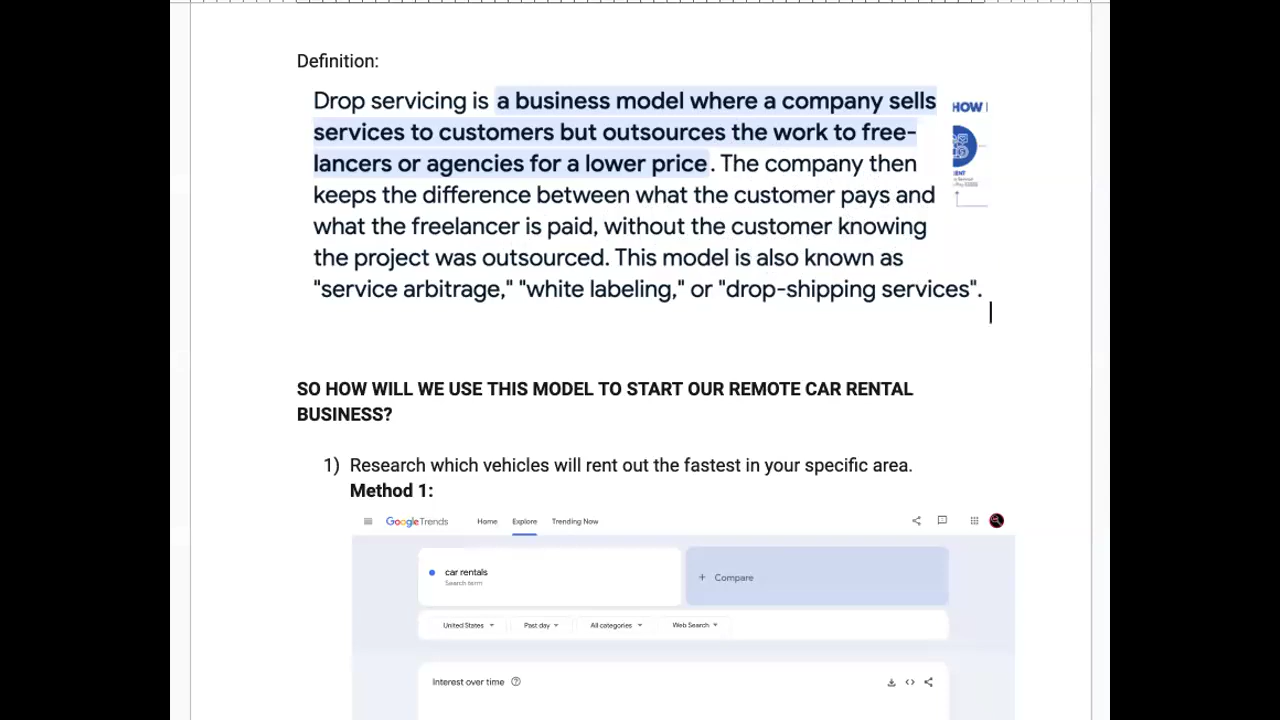 Definition:
Drop servicing is a business model where a company sells
services to customers but outsources the work to free-
lancers or agencies for a lower price. The company then
keeps the difference between what the customer pays and
what the freelancer is paid, without the customer knowing
the project was outsourced. This model is also known as
"service arbitrage," "white labeling," or "drop-shipping services".
HOW
SO HOW WILL WE USE THIS MODEL TO START OUR REMOTE CAR RENTAL
BUSINESS?
1) Research which vehicles will rent out the fastest in your specific area.
Method 1:
Google Trends Home Explore Trending Now
car rentals
Search term
+ Compare
United States Past day All categories Web Search
Interest over time